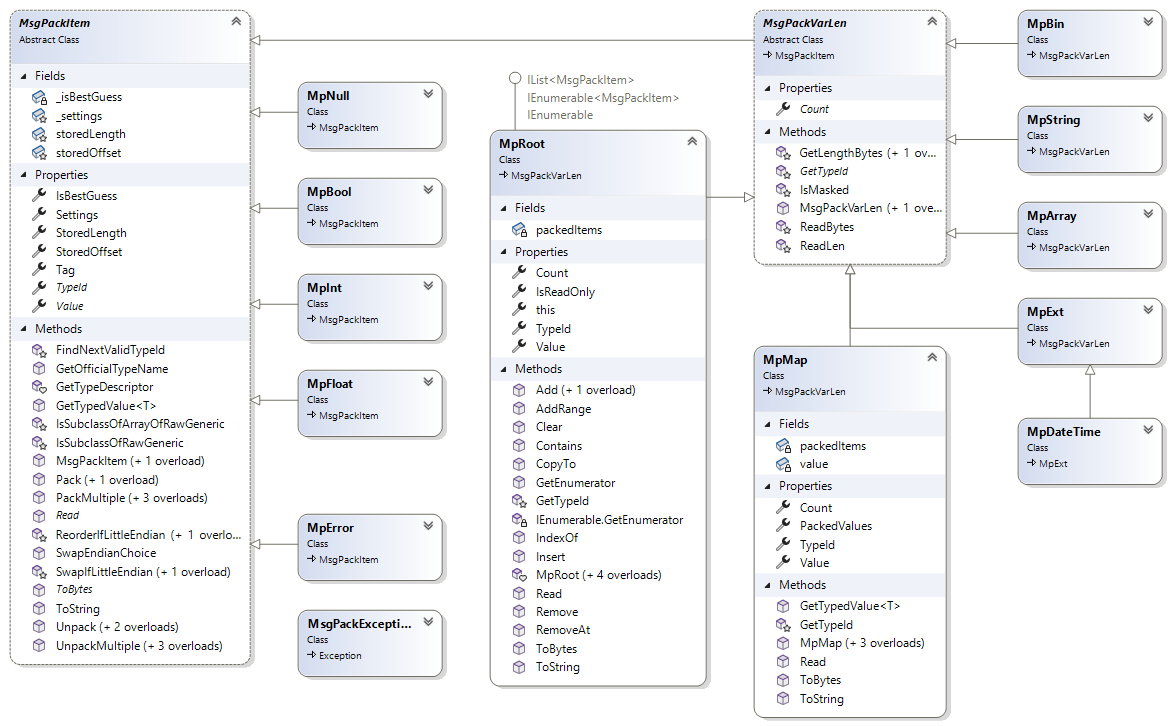 MsgPackItem
Abstract Class
Fields
_isBestGuess
_settings
storedLength
storedOffset
Properties
IsBestGuess
Settings
StoredLength
StoredOffset
Tag
TypeId
Value
Methods
FindNextValidTypeId
GetOfficialTypeName
GetTypeDescriptor
GetTypedValue<T>
IsSubclassOfArrayOfRawGeneric
IsSubclassOfRawGeneric
MsgPackItem (+ 1 overload)
Pack (+ 1 overload)
PackMultiple (+ 3 overloads)
Read
ReorderIfLittleEndian (+ 1 overlo...
SwapEndianChoice
SwapIfLittleEndian (+ 1 overload)
ToBytes
ToString
Unpack (+ 2 overloads)
UnpackMultiple (+ 3 overloads)
MpNull
Class
MsgPackItem
MpBool
Class
MsgPackItem
MpInt
Class
MsgPackItem
MpFloat
Class
MsgPackItem
MpError
Class
MsgPackItem
MsgPackExcepti...
Class
Exception
IList<MsgPackItem>
IEnumerable<MsgPackItem>
IEnumerable
MpRoot
Class
MsgPackVarLen
Fields
packedItems
Properties
Count
IsReadOnly
this
TypeId
Value
Methods
Add (+ 1 overload)
AddRange
Clear
Contains
CopyTo
GetEnumerator
GetTypeId
IEnumerable.GetEnumerator
IndexOf
Insert
MpRoot (+ 4 overloads)
Read
Remove
RemoveAt
ToBytes
ToString
MsgPackVarLen
Abstract Class
MsgPackItem
Properties
Count
Methods
GetLengthBytes (+ 1 ov...
GetTypeId
IsMasked
MsgPackVarLen (+ 1 over...
ReadBytes
ReadLen
MpMap
Class
MsgPackVarLen
Fields
packedItems
value
Properties
Count
PackedValues
TypeId
Value
Methods
GetTypedValue<T>
GetTypeId
MpMap (+ 3 overloads)
Read
ToBytes
ToString
MpBin
Class
MsgPackVarLen
MpString
Class
MsgPackVarLen
MpArray
Class
MsgPackVarLen
MpExt
Class
MsgPackVarLen
MpDateTime
Class
MpExt